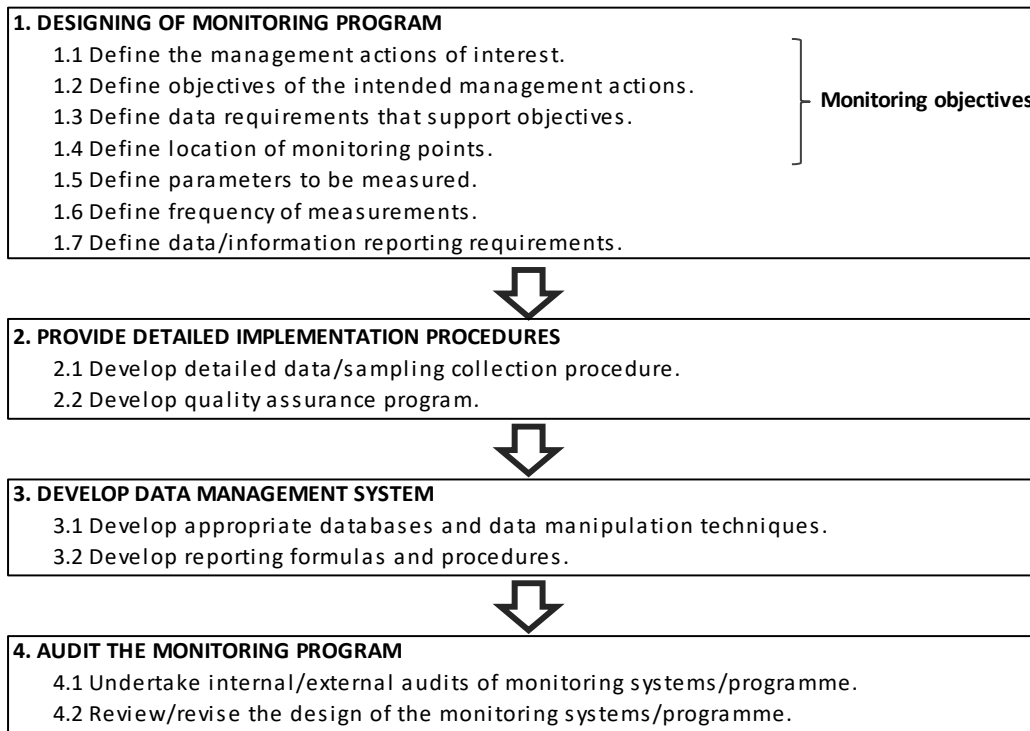 1. DESIGNING OF MONITORING PROGRAM
1.1 Define the management actions of interest.
1.2 Define objectives of the intended management actions.
1.3 Define data requirements that support objectives.
Monitoring objectives
1.4 Define location of monitoring points.
1.5 Define parameters to be measured.
1.6 Define frequency of measurements.
1.7 Define data/information reporting requirements.
2. PROVIDE DETAILED IMPLEMENTATION PROCEDURES
2.1 Develop detailed data/sampling collection procedure.
2.2 Develop quality assurance program.
3. DEVELOP DATA MANAGEMENT SYSTEM
3.1 Develop appropriate databases and data manipulation techniques.
3.2 Develop reporting formulas and procedures.
4. AUDIT THE MONITORING PROGRAM
4.1 Undertake internal/external audits of monitoring systems/programme.
4.2 Review/revise the design of the monitoring systems/programme.